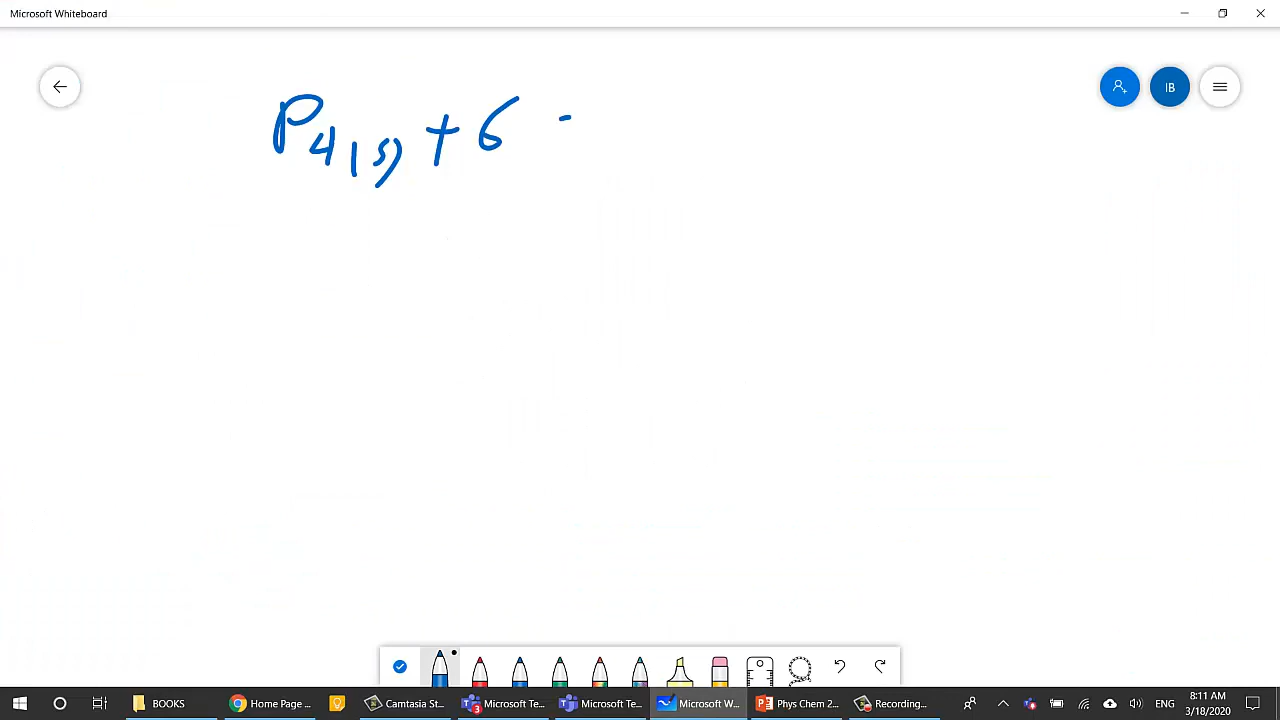 Microsoft Whiteboard
IB
P4(s) + 6 -
BOOKS
Home Page ...
Camtasia St...
Microsoft Te...
Microsoft Te...
Microsoft W...
Phys Chem 2...
Recording...
ENG
8:11 AM
3/18/2020
3